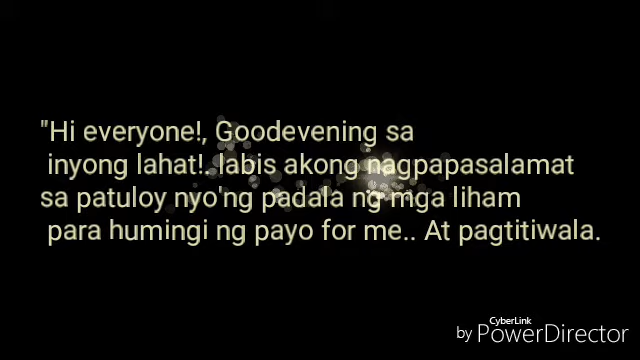 "Hi everyone!, Goodevening sa
inyong lahat!. labis akong nagpapasalamat
sa patuloy nyo'ng padala ng mga liham
para humingi ng payo for me.. At pagtitiwala.
CyberLink
by PowerDirector